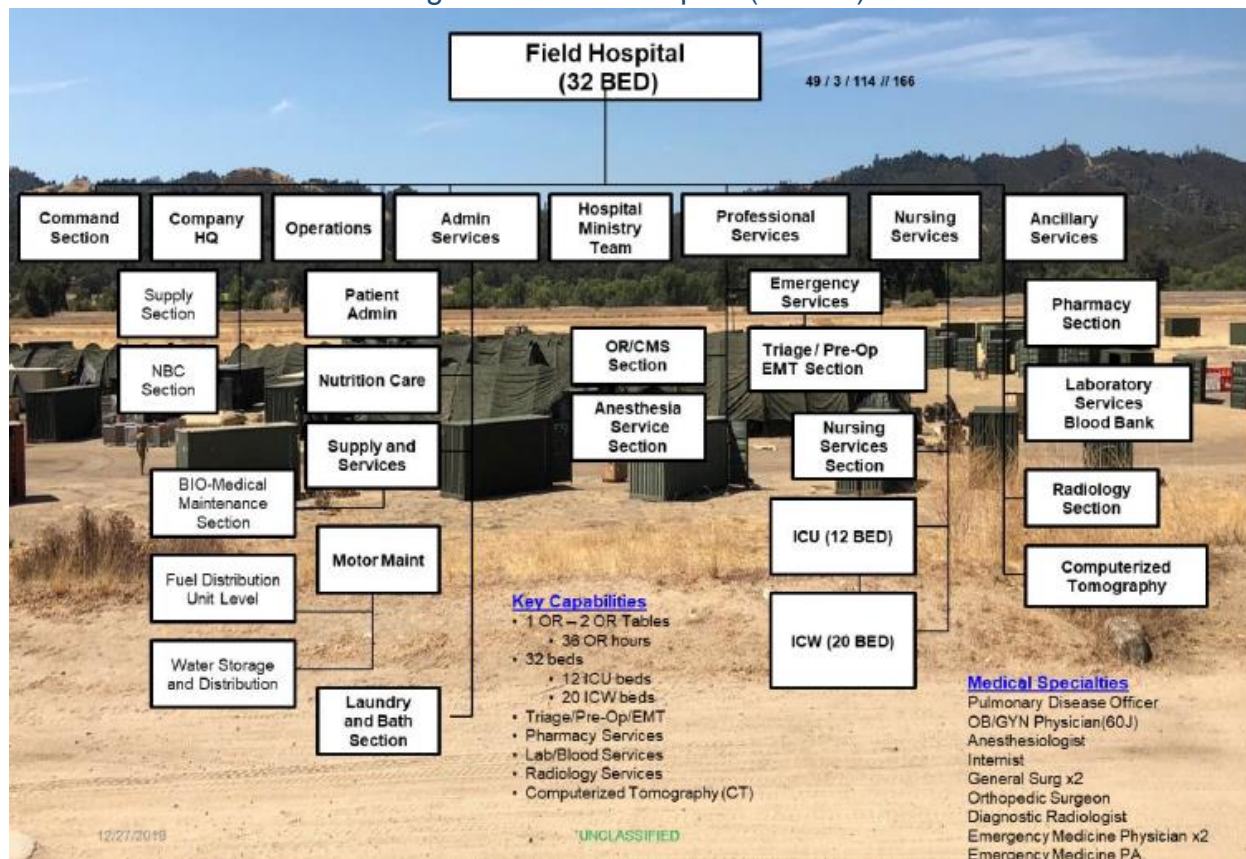 Field Hospital
(32 BED)
49 / 3 / 114 // 166
Command
Section
Company
HQ
Operations
Admin
Services
Hospital
Ministry
Team
Professional
Services
Nursing
Services
Ancillary
Services
Supply
Section
NBC
Section
Patient
Admin
Nutrition Care
Supply and
Services
BIO-Medical
Maintenance
Section
Motor Maint
Fuel Distribution
Unit Level
Water Storage
and Distribution
Laundry
and Bath
Section
OR/CMS
Section
Anesthesia
Service
Section
Emergency
Services
Triage / Pre-Op
EMT Section
Nursing
Services
Section
ICU (12 BED)
ICW (20 BED)
Pharmacy
Section
Laboratory
Services
Blood Bank
Radiology
Section
Computerized
Tomography
Key Capabilities
• 1 OR – 2 OR Tables
• 36 OR hours
• 32 beds
• 12 ICU beds
• 20 ICW beds
• Triage/Pre-Op/EMT
• Pharmacy Services
• Lab/Blood Services
• Radiology Services
• Computerized Tomography (CT)
Medical Specialties
Pulmonary Disease Officer
OB/GYN Physician(60J)
Anesthesiologist
Internist
General Surg x2
Orthopedic Surgeon
Diagnostic Radiologist
Emergency Medicine Physician x2
Emergency Medicine PA
12/27/2019
UNCLASSIFIED